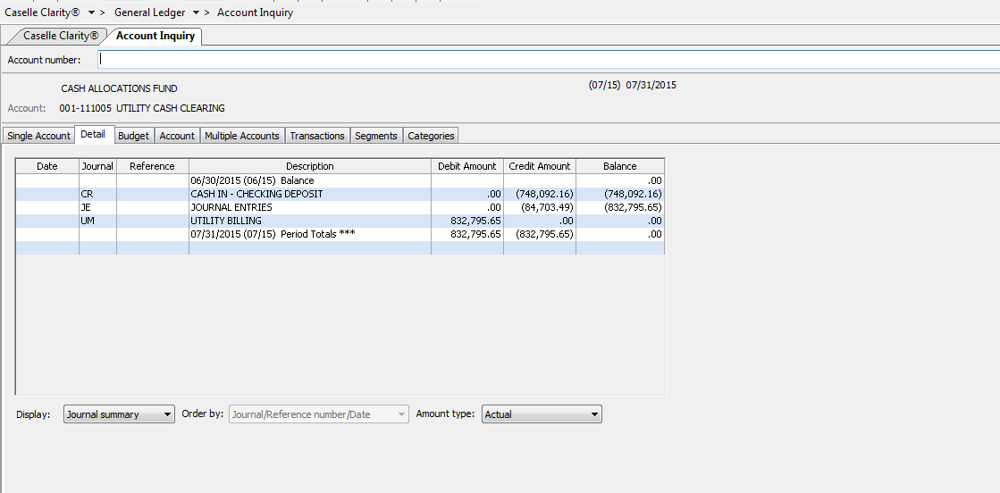 Caselle Clarity® > General Ledger > Account Inquiry
Caselle Clarity® Account Inquiry
Account number:
CASH ALLOCATIONS FUND (07/15) 07/31/2015
Account: 001-111005 UTILITY CASH CLEARING
Single Account Detail Budget Account Multiple Accounts Transactions Segments Categories
Date Journal Reference Description Debit Amount Credit Amount Balance
06/30/2015 (06/15) Balance .00
CR CASH IN - CHECKING DEPOSIT .00 (748,092.16) (748,092.16)
JE JOURNAL ENTRIES .00 (84,703.49) (832,795.65)
UM UTILITY BILLING 832,795.65 .00 .00
07/31/2015 (07/15) Period Totals *** 832,795.65 (832,795.65) .00
Display: Journal summary Order by: Journal/Reference number/Date Amount type: Actual